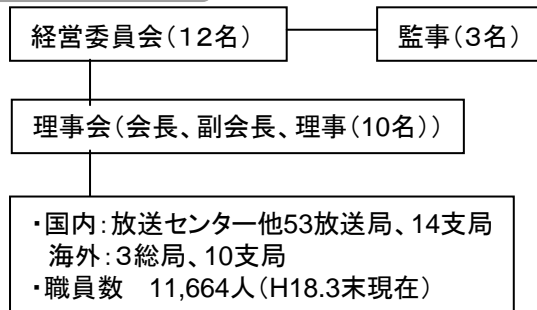 経営委員会(12名)
監事(3名)
理事会(会長、副会長、理事(10名))
・国内:放送センター他53放送局、14支局
海外:3総局、10支局
・職員数 11,664人(H18.3末現在)